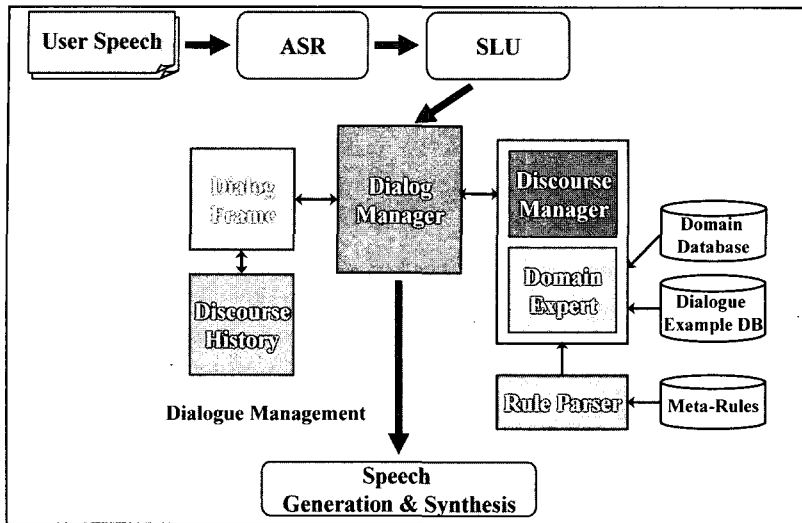 User Speech
ASR
SLU
Dialog
Frame
Dialog
Manager
Discourse
Manager
Domain
Database
Domain
Expert
Dialogue
Example DB
Discourse
History
Rule Parser
Meta-Rules
Dialogue Management
Speech
Generation & Synthesis